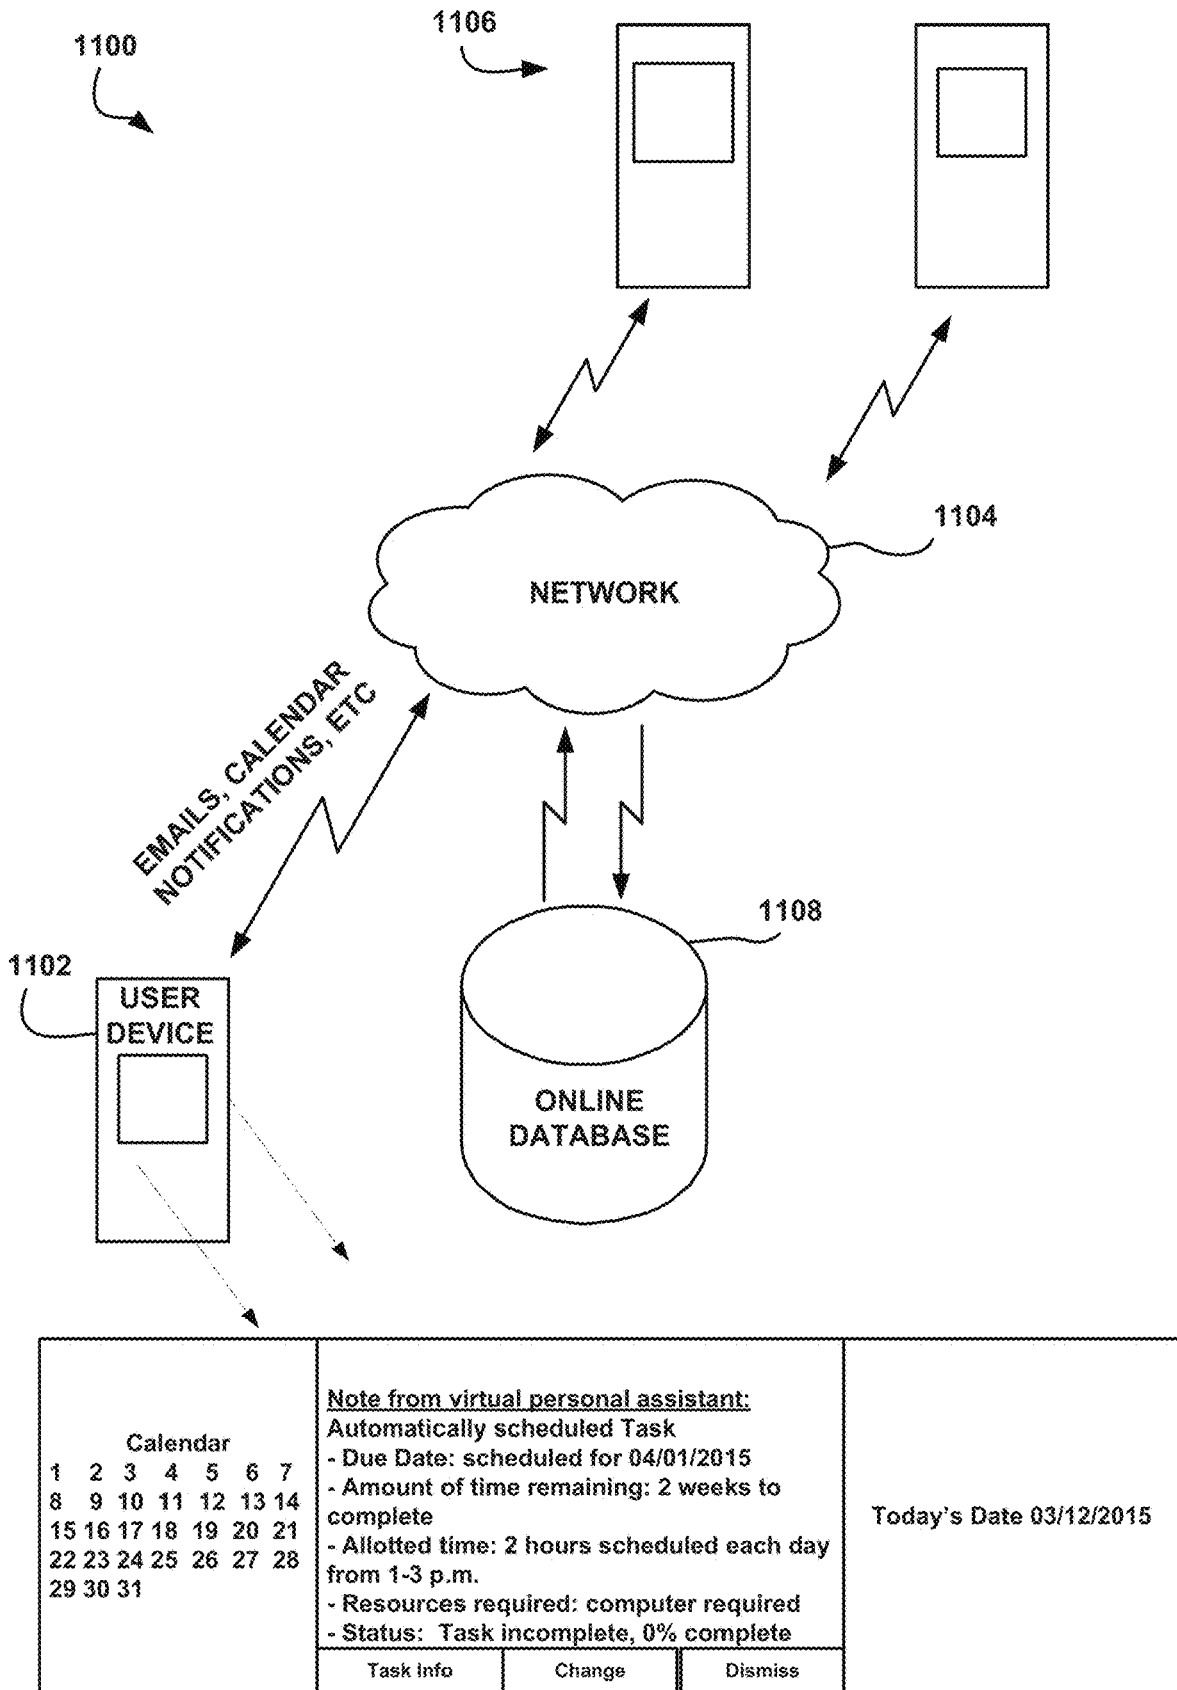 1100
1106
1104
NETWORK
EMAILS, CALENDAR
NOTIFICATIONS, ETC
1108
1102
USER
DEVICE
ONLINE
DATABASE
Calendar
1 2 3 4 5 6 7
8 9 10 11 12 13 14
15 16 17 18 19 20 21
22 23 24 25 26 27 28
29 30 31
Note from virtual personal assistant:
Automatically scheduled Task
- Due Date: scheduled for 04/01/2015
- Amount of time remaining: 2 weeks to
complete
- Allotted time: 2 hours scheduled each day
from 1-3 p.m.
- Resources required: computer required
- Status: Task incomplete, 0% complete
Task Info
Change
Dismiss
Today's Date 03/12/2015